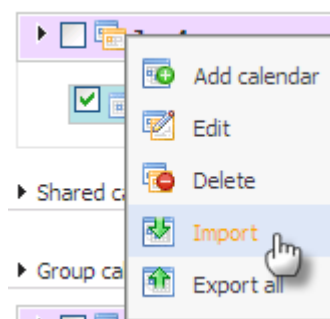 Add calendar
Edit
Delete
Shared ca
Import
Group ca
Export all